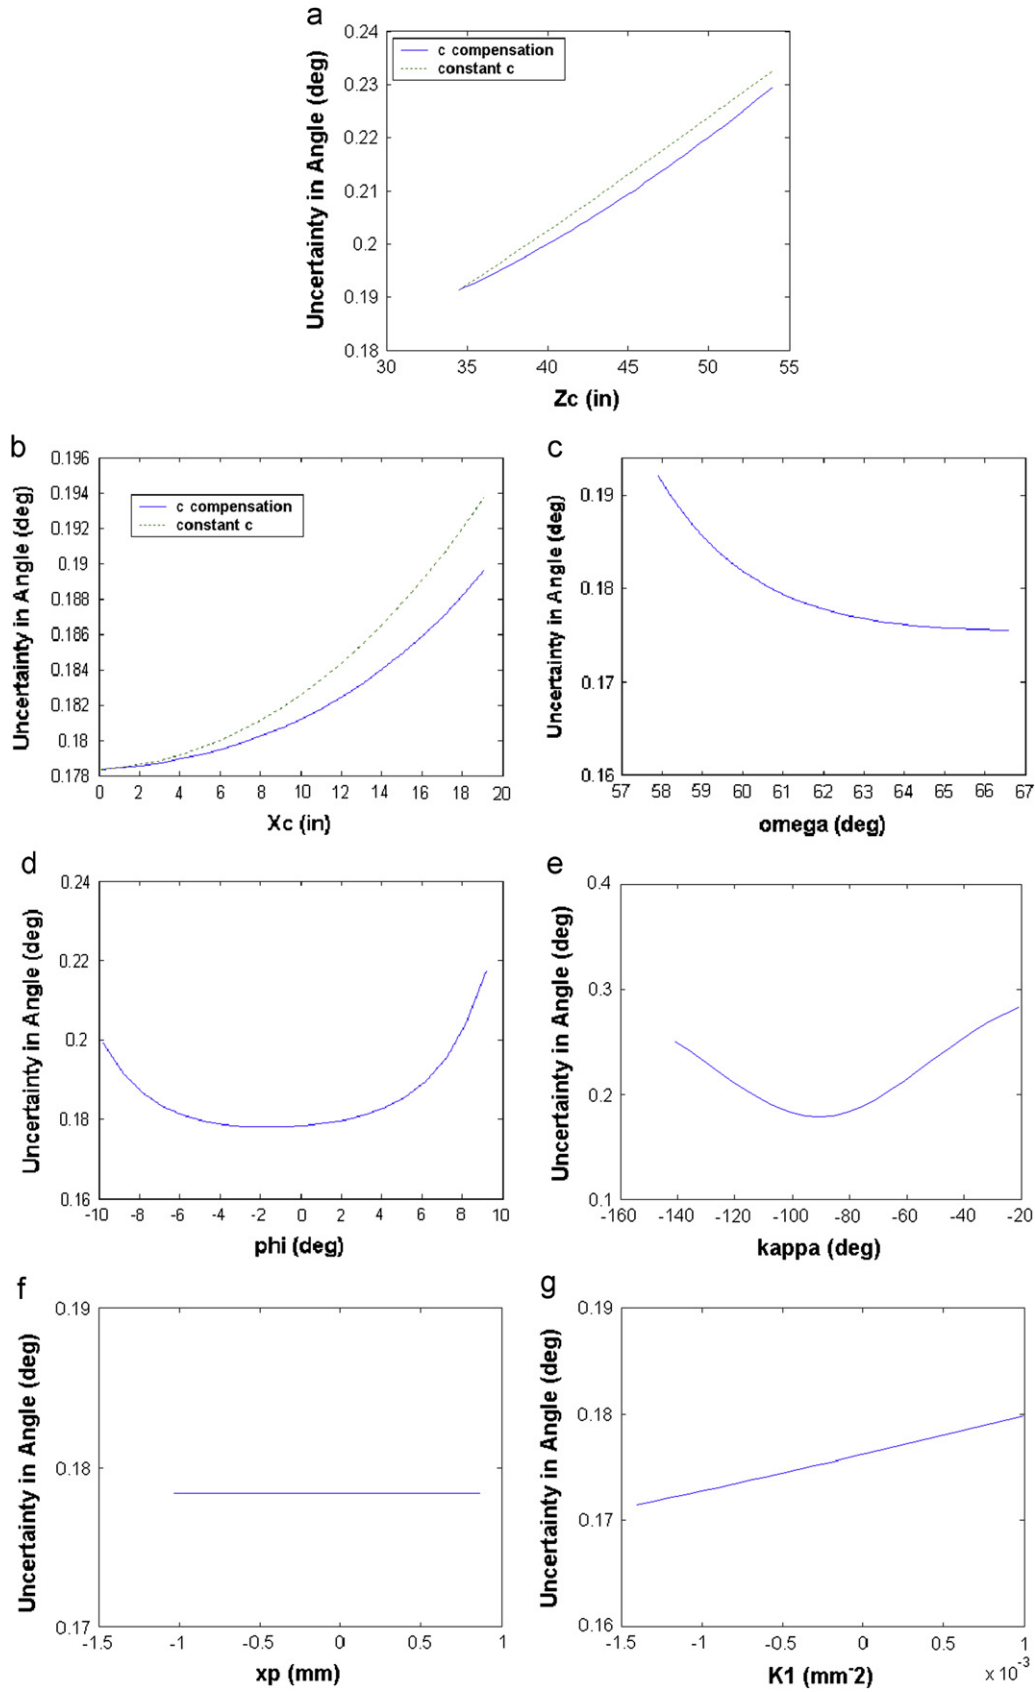 a
0.24
0.23
0.22
0.21
0.2
0.19
0.18
Uncertainty in Angle (deg)
c compensation
constant c
30 35 40 45 50 55
Zc (in)
b
0.196
0.194
0.192
0.19
0.188
0.186
0.184
0.182
0.18
0.178
Uncertainty in Angle (deg)
c compensation
constant c
0 2 4 6 8 10 12 14 16 18 20
Xc (in)
c
0.19
0.18
0.17
0.16
Uncertainty in Angle (deg)
57 58 59 60 61 62 63 64 65 66 67
omega (deg)
d
0.24
0.22
0.2
0.18
0.16
Uncertainty in Angle (deg)
-10 -8 -6 -4 -2 0 2 4 6 8 10
phi (deg)
e
0.4
0.3
0.2
0.1
Uncertainty in Angle (deg)
-160 -140 -120 -100 -80 -60 -40 -20
kappa (deg)
f
0.19
0.18
0.17
Uncertainty in Angle (deg)
-1.5 -1 -0.5 0 0.5 1
xp (mm)
g
0.19
0.18
0.17
0.16
Uncertainty in Angle (deg)
-1.5 -1 -0.5 0 0.5 1
x 10⁻³
K1 (mm⁻2)